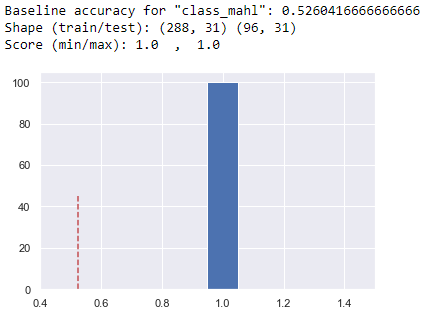 Baseline accuracy for "class_mahl": 0.5260416666666666
Shape (train/test): (288, 31) (96, 31)
Score (min/max): 1.0  ,  1.0
100
80
60
40
20
0
0.4 0.6 0.8 1.0 1.2 1.4